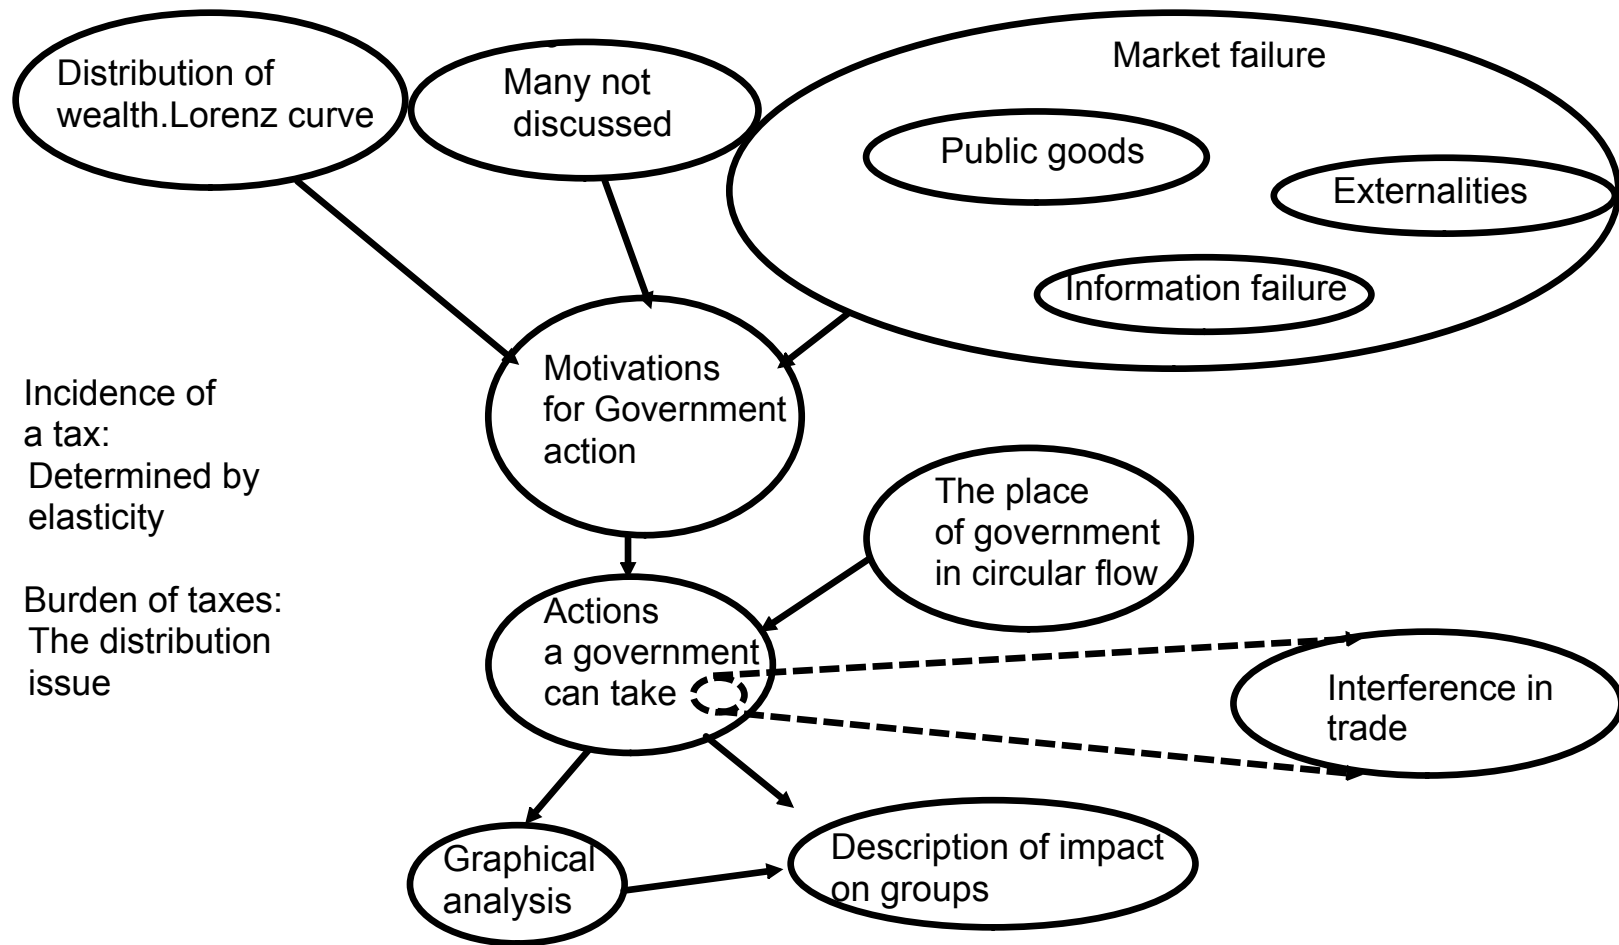 Distribution of
wealth.Lorenz curve
Many not
discussed
Market failure
Public goods
Externalities
Information failure
Motivations
for Government
action
Incidence of
a tax:
Determined by
elasticity
Burden of taxes:
The distribution
issue
The place
of government
in circular flow
Actions
a government
can take
Interference in
trade
Graphical
analysis
Description of impact
on groups